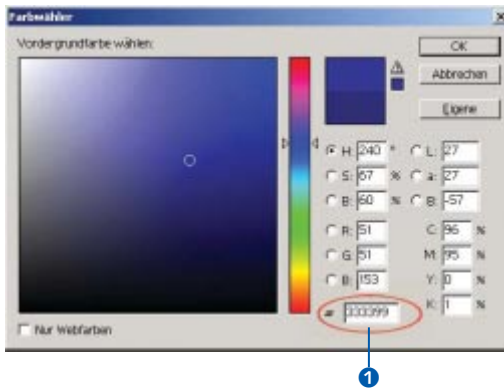 Farbwähler
Vordergrundfarbe wählen:
OK
Abbrechen
Eigene
H: 240 °
L: 27
S: 67 %
a: 27
B: 60 %
B: -57
R: 51
C: 96 %
G: 51
M: 95 %
B: 153
Y: 0 %
# 333399
K: 1 %
Nur Webfarben
1